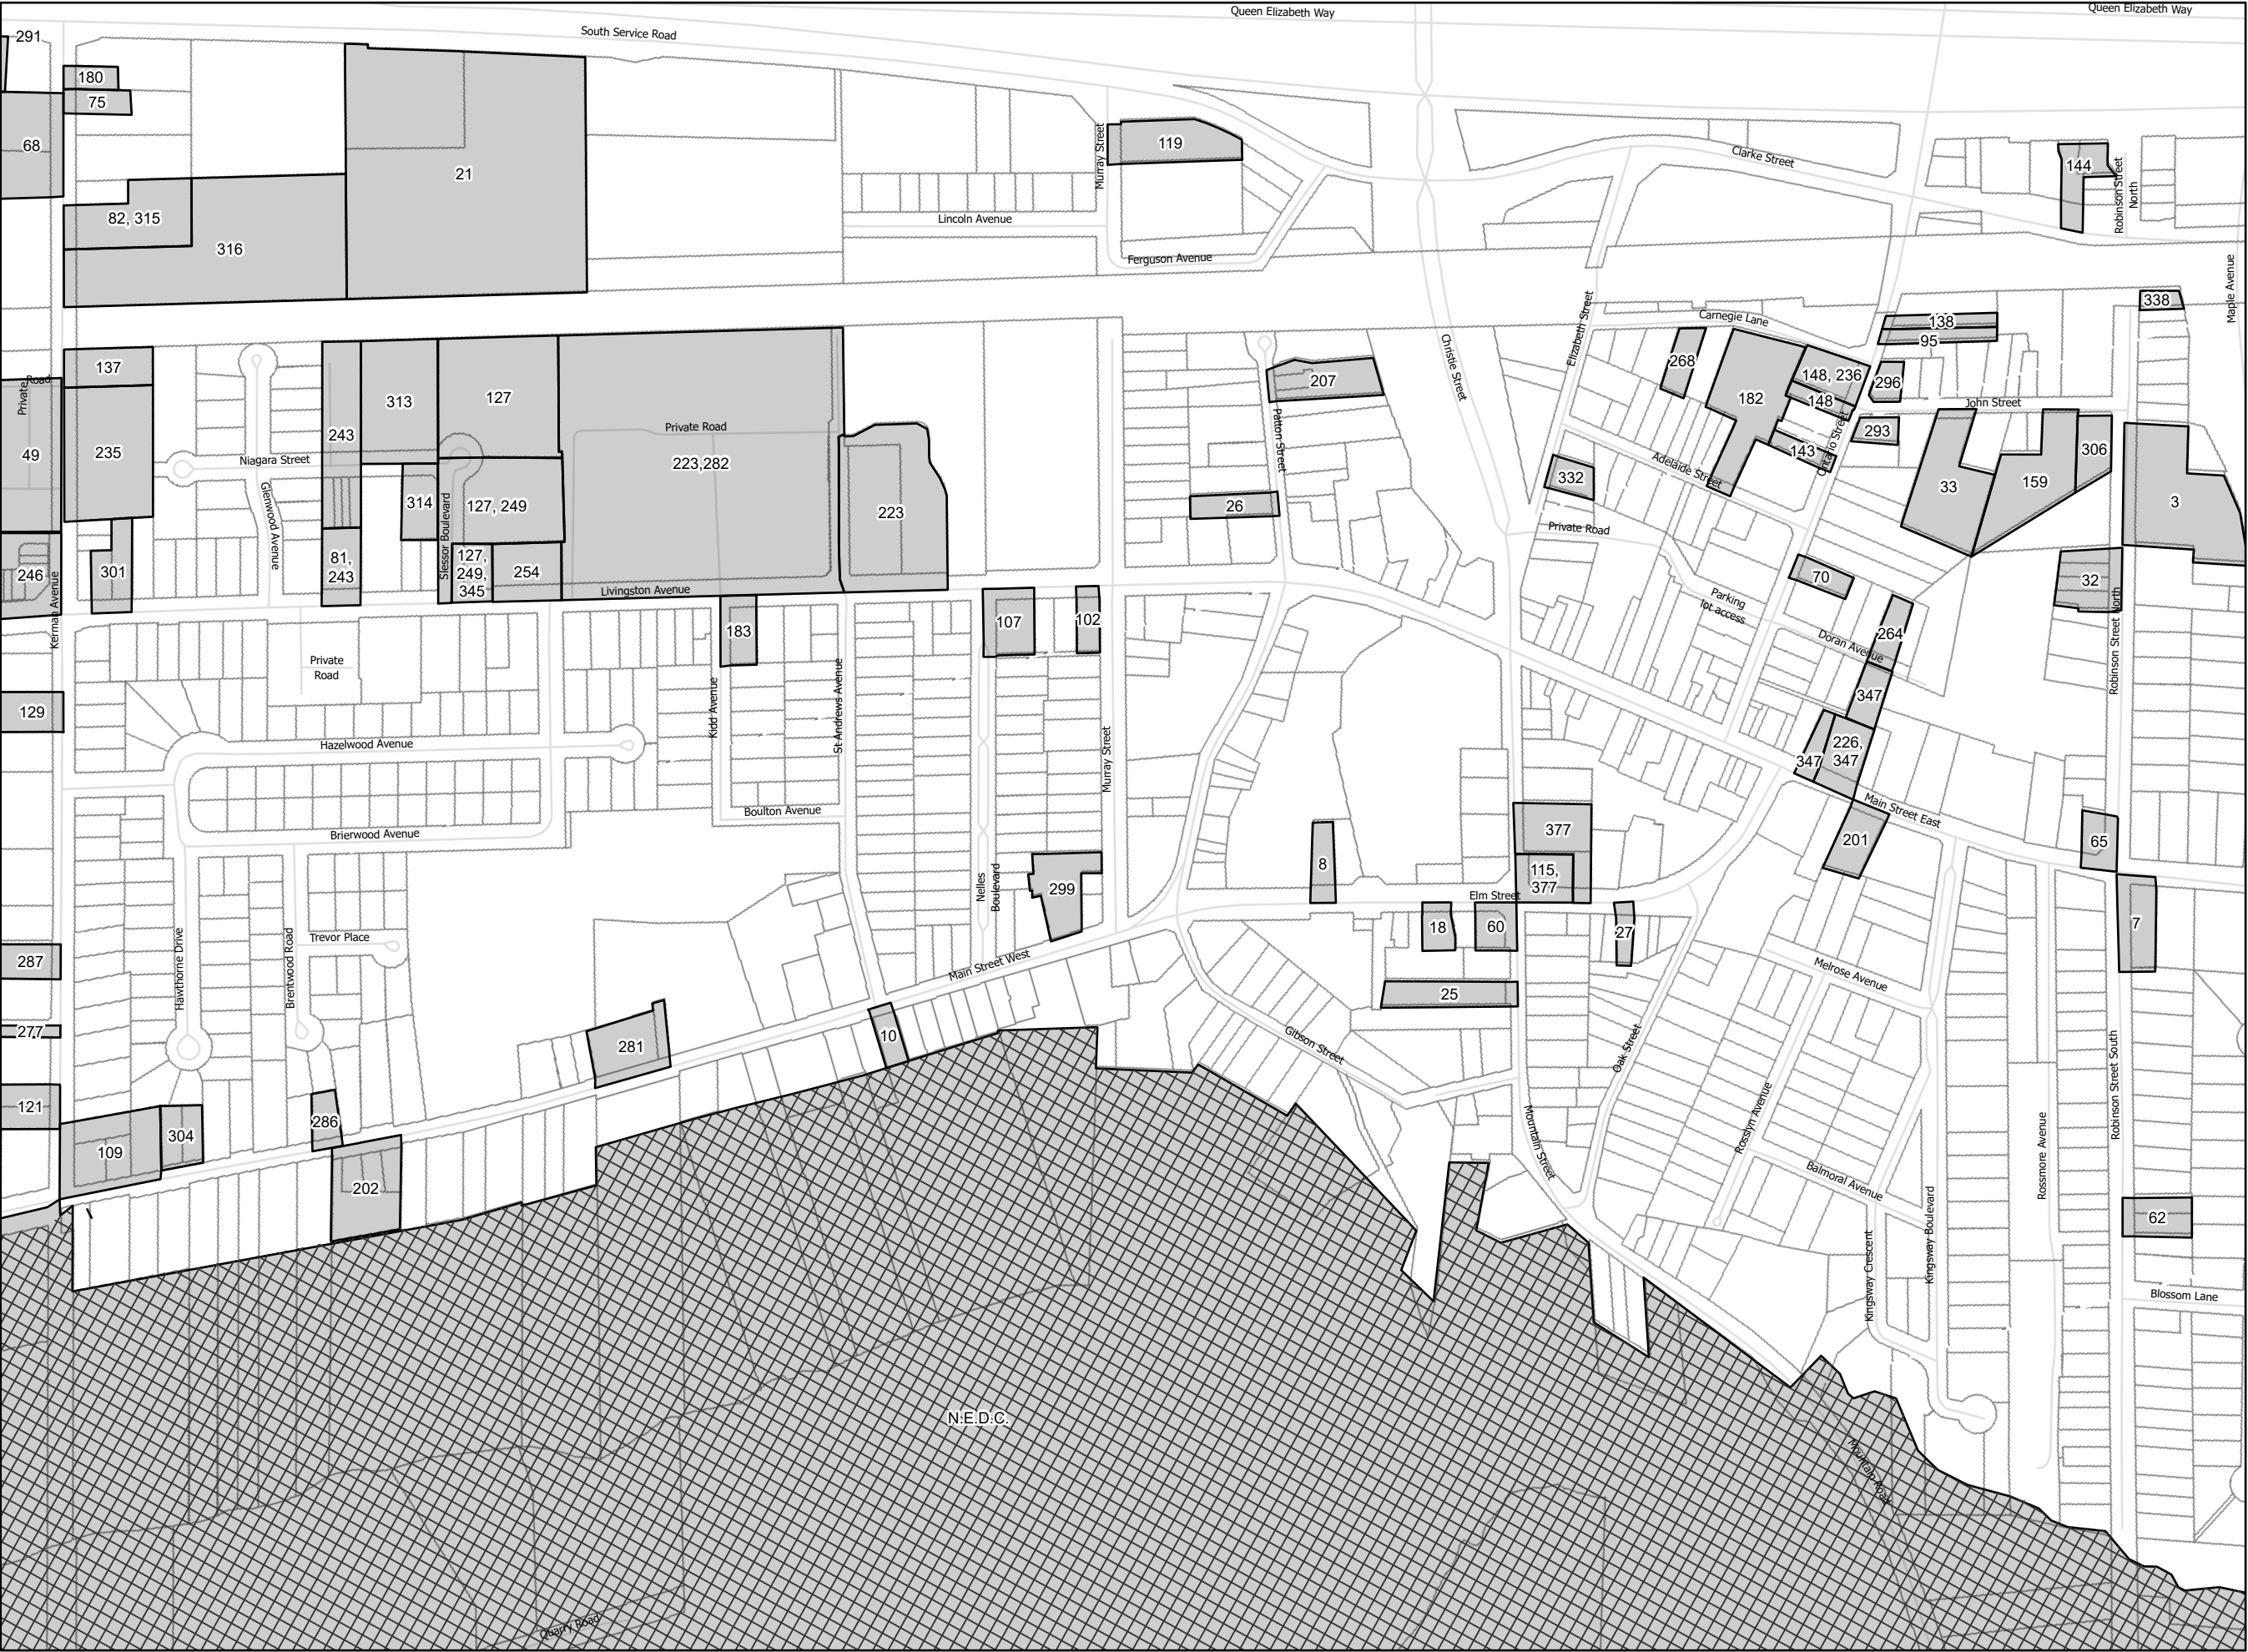 Queen Elizabeth Way
Queen Elizabeth Way
South Service Road
291
180
75
68
21
82, 315
316
Murray Street
119
Lincoln Avenue
Ferguson Avenue
Clarke Street
144
Robinson Street
North
Maple Avenue
338
Elizabeth Street
Carnegie Lane
138
95
Christie Street
268
182
148, 236
148
296
John Street
293
143
Ontario Street
33
159
306
3
137
235
Private
Road
49
Niagara Street
Glenwood Avenue
243
313
127
314
Slessor Boulevard
127, 249
Private Road
223,282
223
207
Patton Street
26
332
Adelaide Street
Private Road
70
Parking
lot access
Doran Avenue
264
32
Robinson Street North
246
Kerman Avenue
301
81,
243
127,
249,
345
254
Livingston Avenue
183
107
102
347
347
226,
347
Main Street East
201
65
129
Private
Road
Hazelwood Avenue
Kidd Avenue
St Andrews Avenue
Murray Street
Boulton Avenue
Brierwood Avenue
Nelles
Boulevard
299
8
377
115,
377
Elm Street
18
60
27
25
7
287
277
121
Hawthorne Drive
Brentwood Road
Trevor Place
Main Street West
281
10
286
109
304
202
Gibson Street
Oak Street
Mountain Street
Melrose Avenue
Rosslyn Avenue
Balmoral Avenue
Kingsway Crescent
Kingsway Boulevard
Rossmore Avenue
Robinson Street South
62
Blossom Lane
N.E.D.C.
Mountain Road
Quarry Road